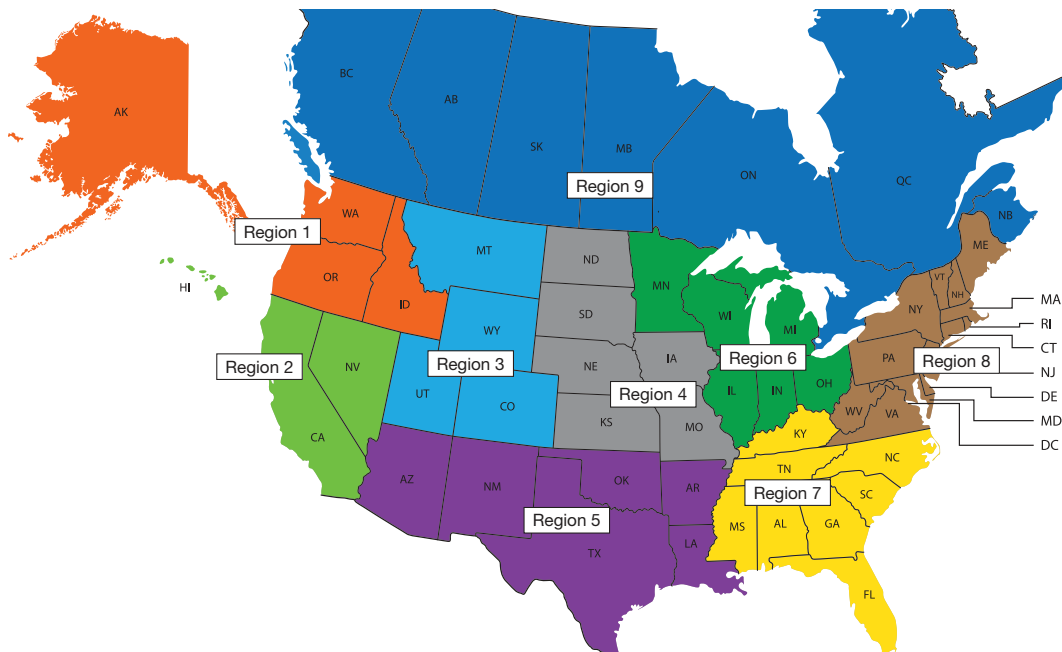 BC
AB
AK
SK
MB
ON
QC
Region 9
NB
WA
Region 1
ME
MT
ND
VT
OR
HI
MN
NH
MA
ID
NY
WI
MI
SD
RI
WY
CT
IA
Region 6
PA
Region 8
NV
Region 3
Region 2
NE
NJ
OH
UT
IL
IN
Region 4
DE
CO
WV
VA
KS
MD
MO
KY
CA
DC
NC
TN
AZ
NM
OK
AR
Region 7
SC
Region 5
MS
AL
GA
LA
TX
FL